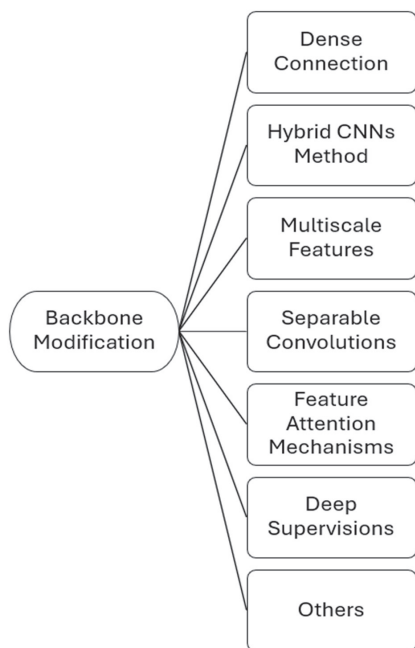 Dense
Connection
Hybrid CNNs
Method
Multiscale
Features
Backbone
Modification
Separable
Convolutions
Feature
Attention
Mechanisms
Deep
Supervisions
Others